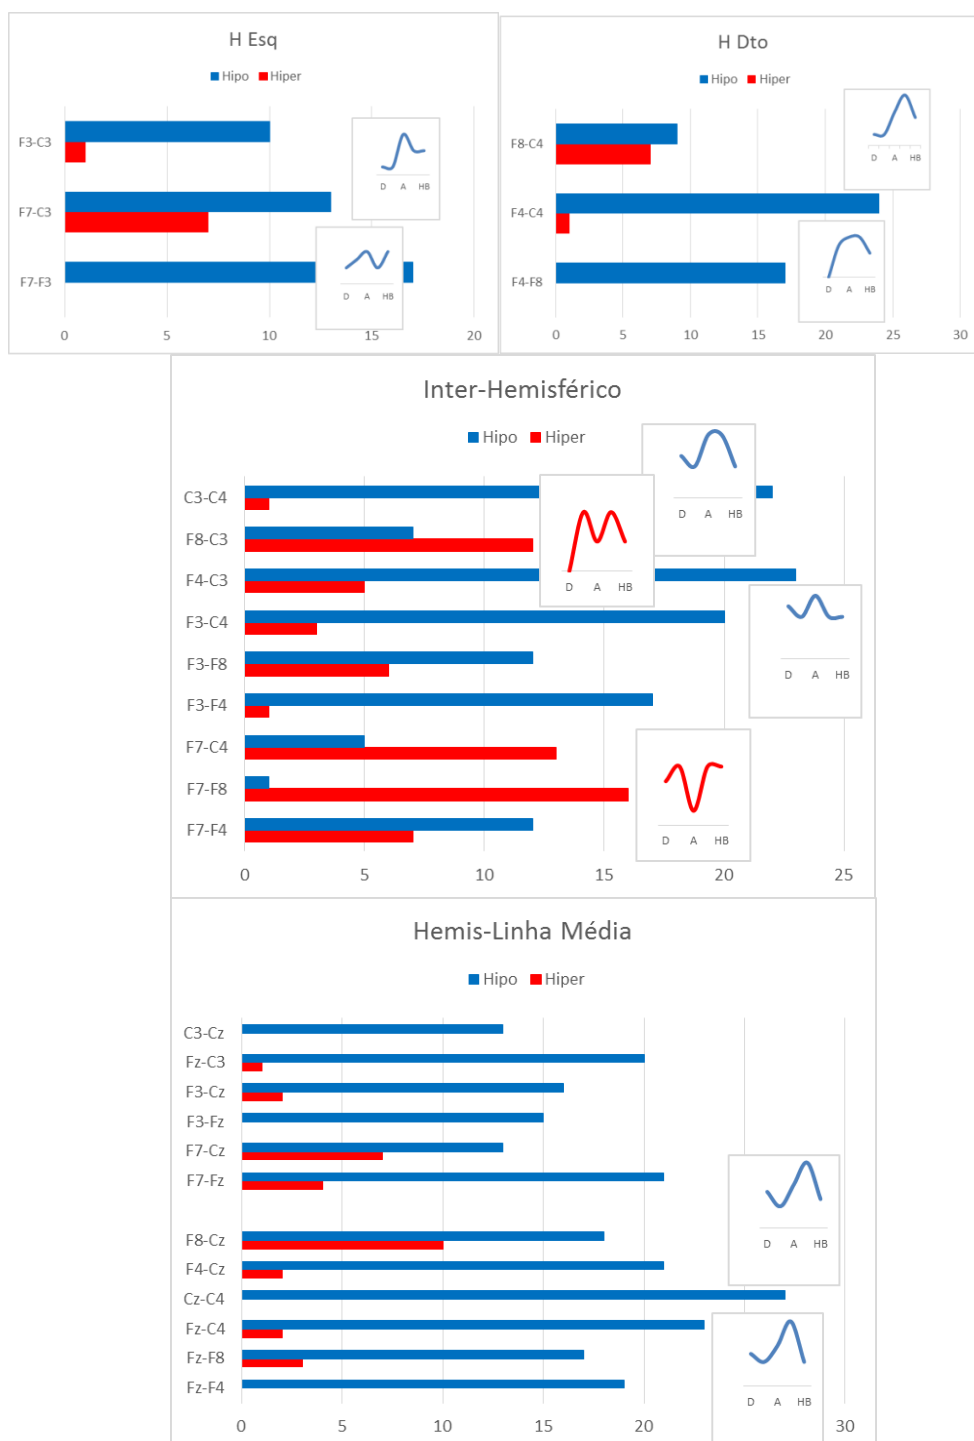 H Esq
Hipo Hiper
F3-C3
F7-C3
F7-F3
D A HB
D A HB
0 5 10 15 20
H Dto
Hipo Hiper
F8-C4
F4-C4
F4-F8
D A HB
D A HB
0 5 10 15 20 25 30
Inter-Hemisférico
Hipo Hiper
C3-C4
F8-C3
F4-C3
F3-C4
F3-F8
F3-F4
F7-C4
F7-F8
F7-F4
D A HB
D A HB
D A HB
D A HB
0 5 10 15 20 25
Hemis-Linha Média
Hipo Hiper
C3-Cz
Fz-C3
F3-Cz
F3-Fz
F7-Cz
F7-Fz
F8-Cz
F4-Cz
Cz-C4
Fz-C4
Fz-F8
Fz-F4
D A HB
D A HB
0 5 10 15 20 30